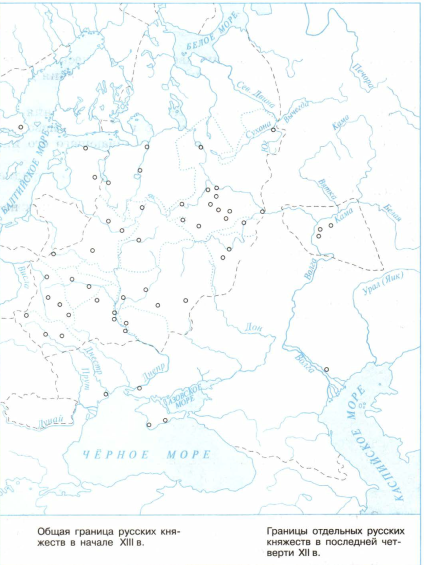 БЕЛОЕ МОРЕ
Печора
Сев. Двина
Вычегда
Сухона
Юг
Кама
Вятка
БАЛТИЙСКОЕ МОРЕ
Кама
Белая
Волга
Урал (Яик)
Висла
Дон
Днестр
Прут
Днепр
Волга
АЗОВСКОЕ
МОРЕ
Дунай
ЧЁРНОЕ МОРЕ
КАСПИЙСКОЕ МОРЕ
Общая граница русских кня-
жеств в начале XIII в.
Границы отдельных русских
княжеств в последней чет-
верти XII в.